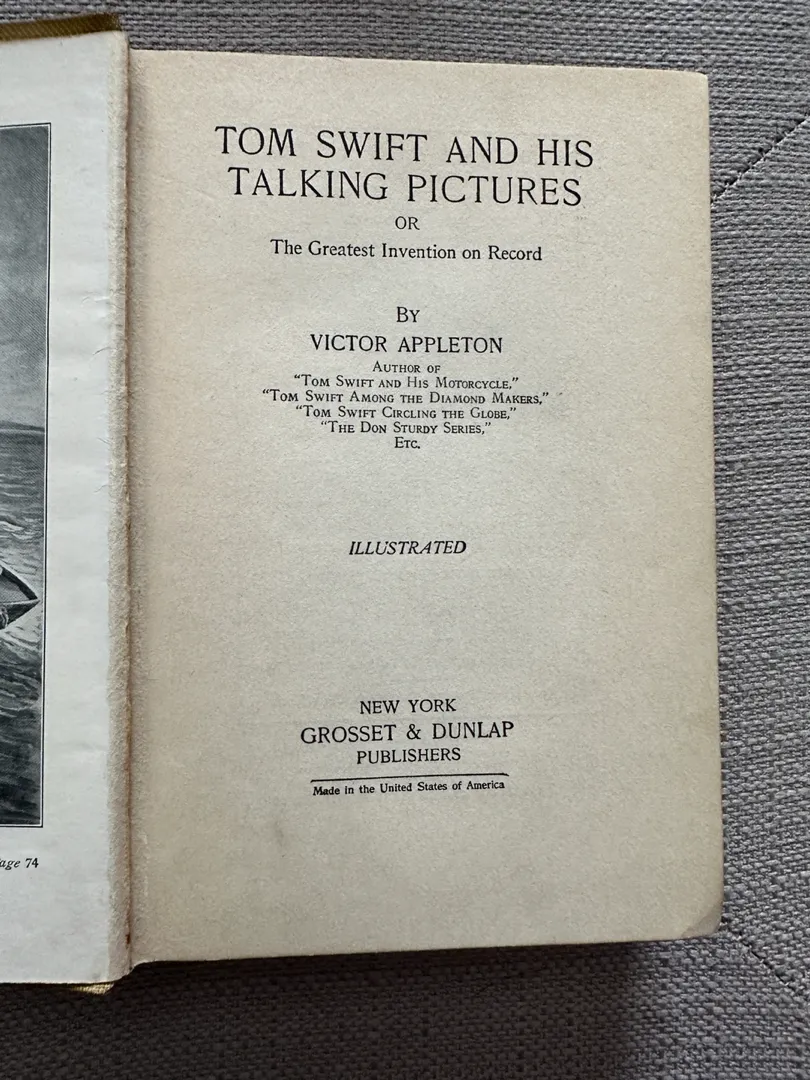 TOM SWIFT AND HIS
TALKING PICTURES
OR
The Greatest Invention on Record
BY
VICTOR APPLETON
AUTHOR OF
"TOM SWIFT AND HIS MOTORCYCLE,"
"TOM SWIFT AMONG THE DIAMOND MAKERS,"
"TOM SWIFT CIRCLING THE GLOBE,"
"THE DON STURDY SERIES,"
ETC.
ILLUSTRATED
NEW YORK
GROSSET & DUNLAP
PUBLISHERS
Made in the United States of America
74